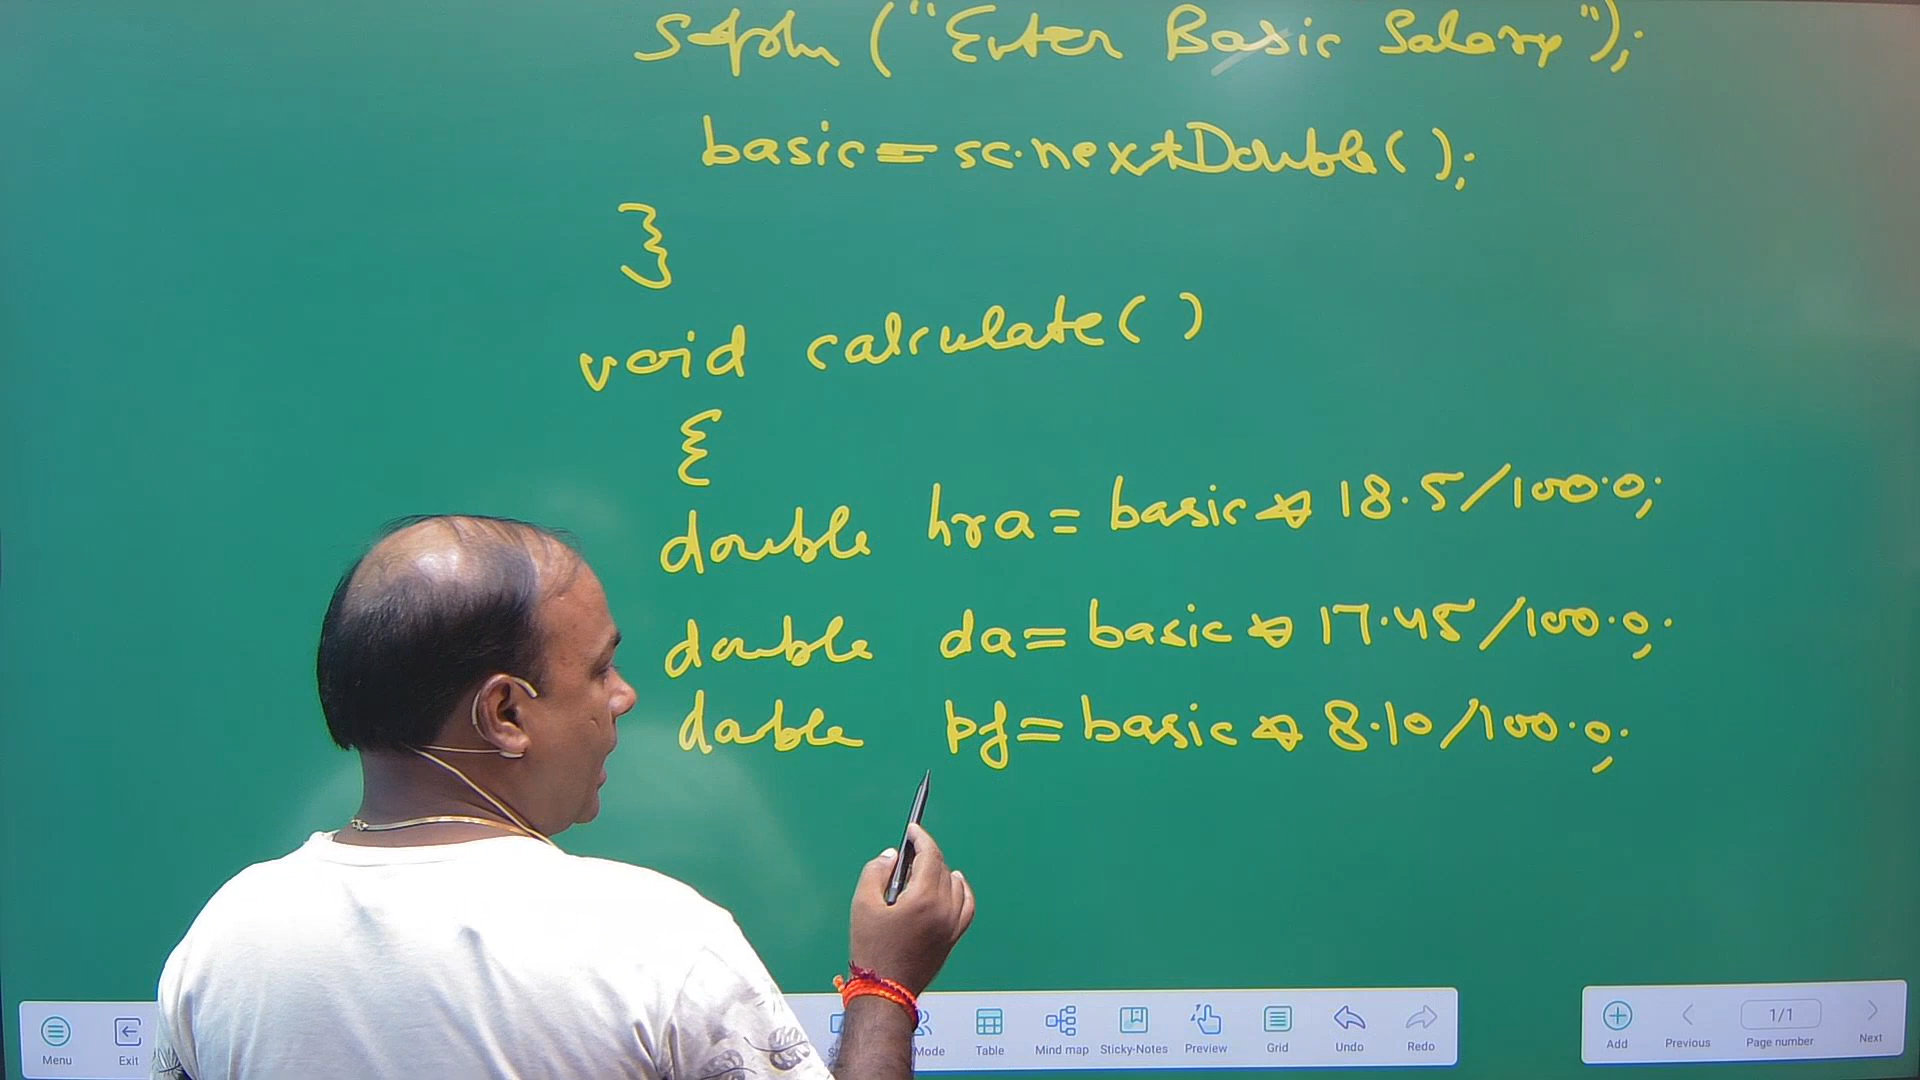 Sopln ("Enter Basic Salary");
basic=sc.nextDouble();
}
void calculate()
{
double hra=basic*18.5/100.0;
double da=basic*17.45/100.0;
double pf=basic*8.10/100.0;
Menu Exit Mode Table Mind map Sticky-Notes Preview Grid Undo Redo Add Previous 1/1 Page number Next